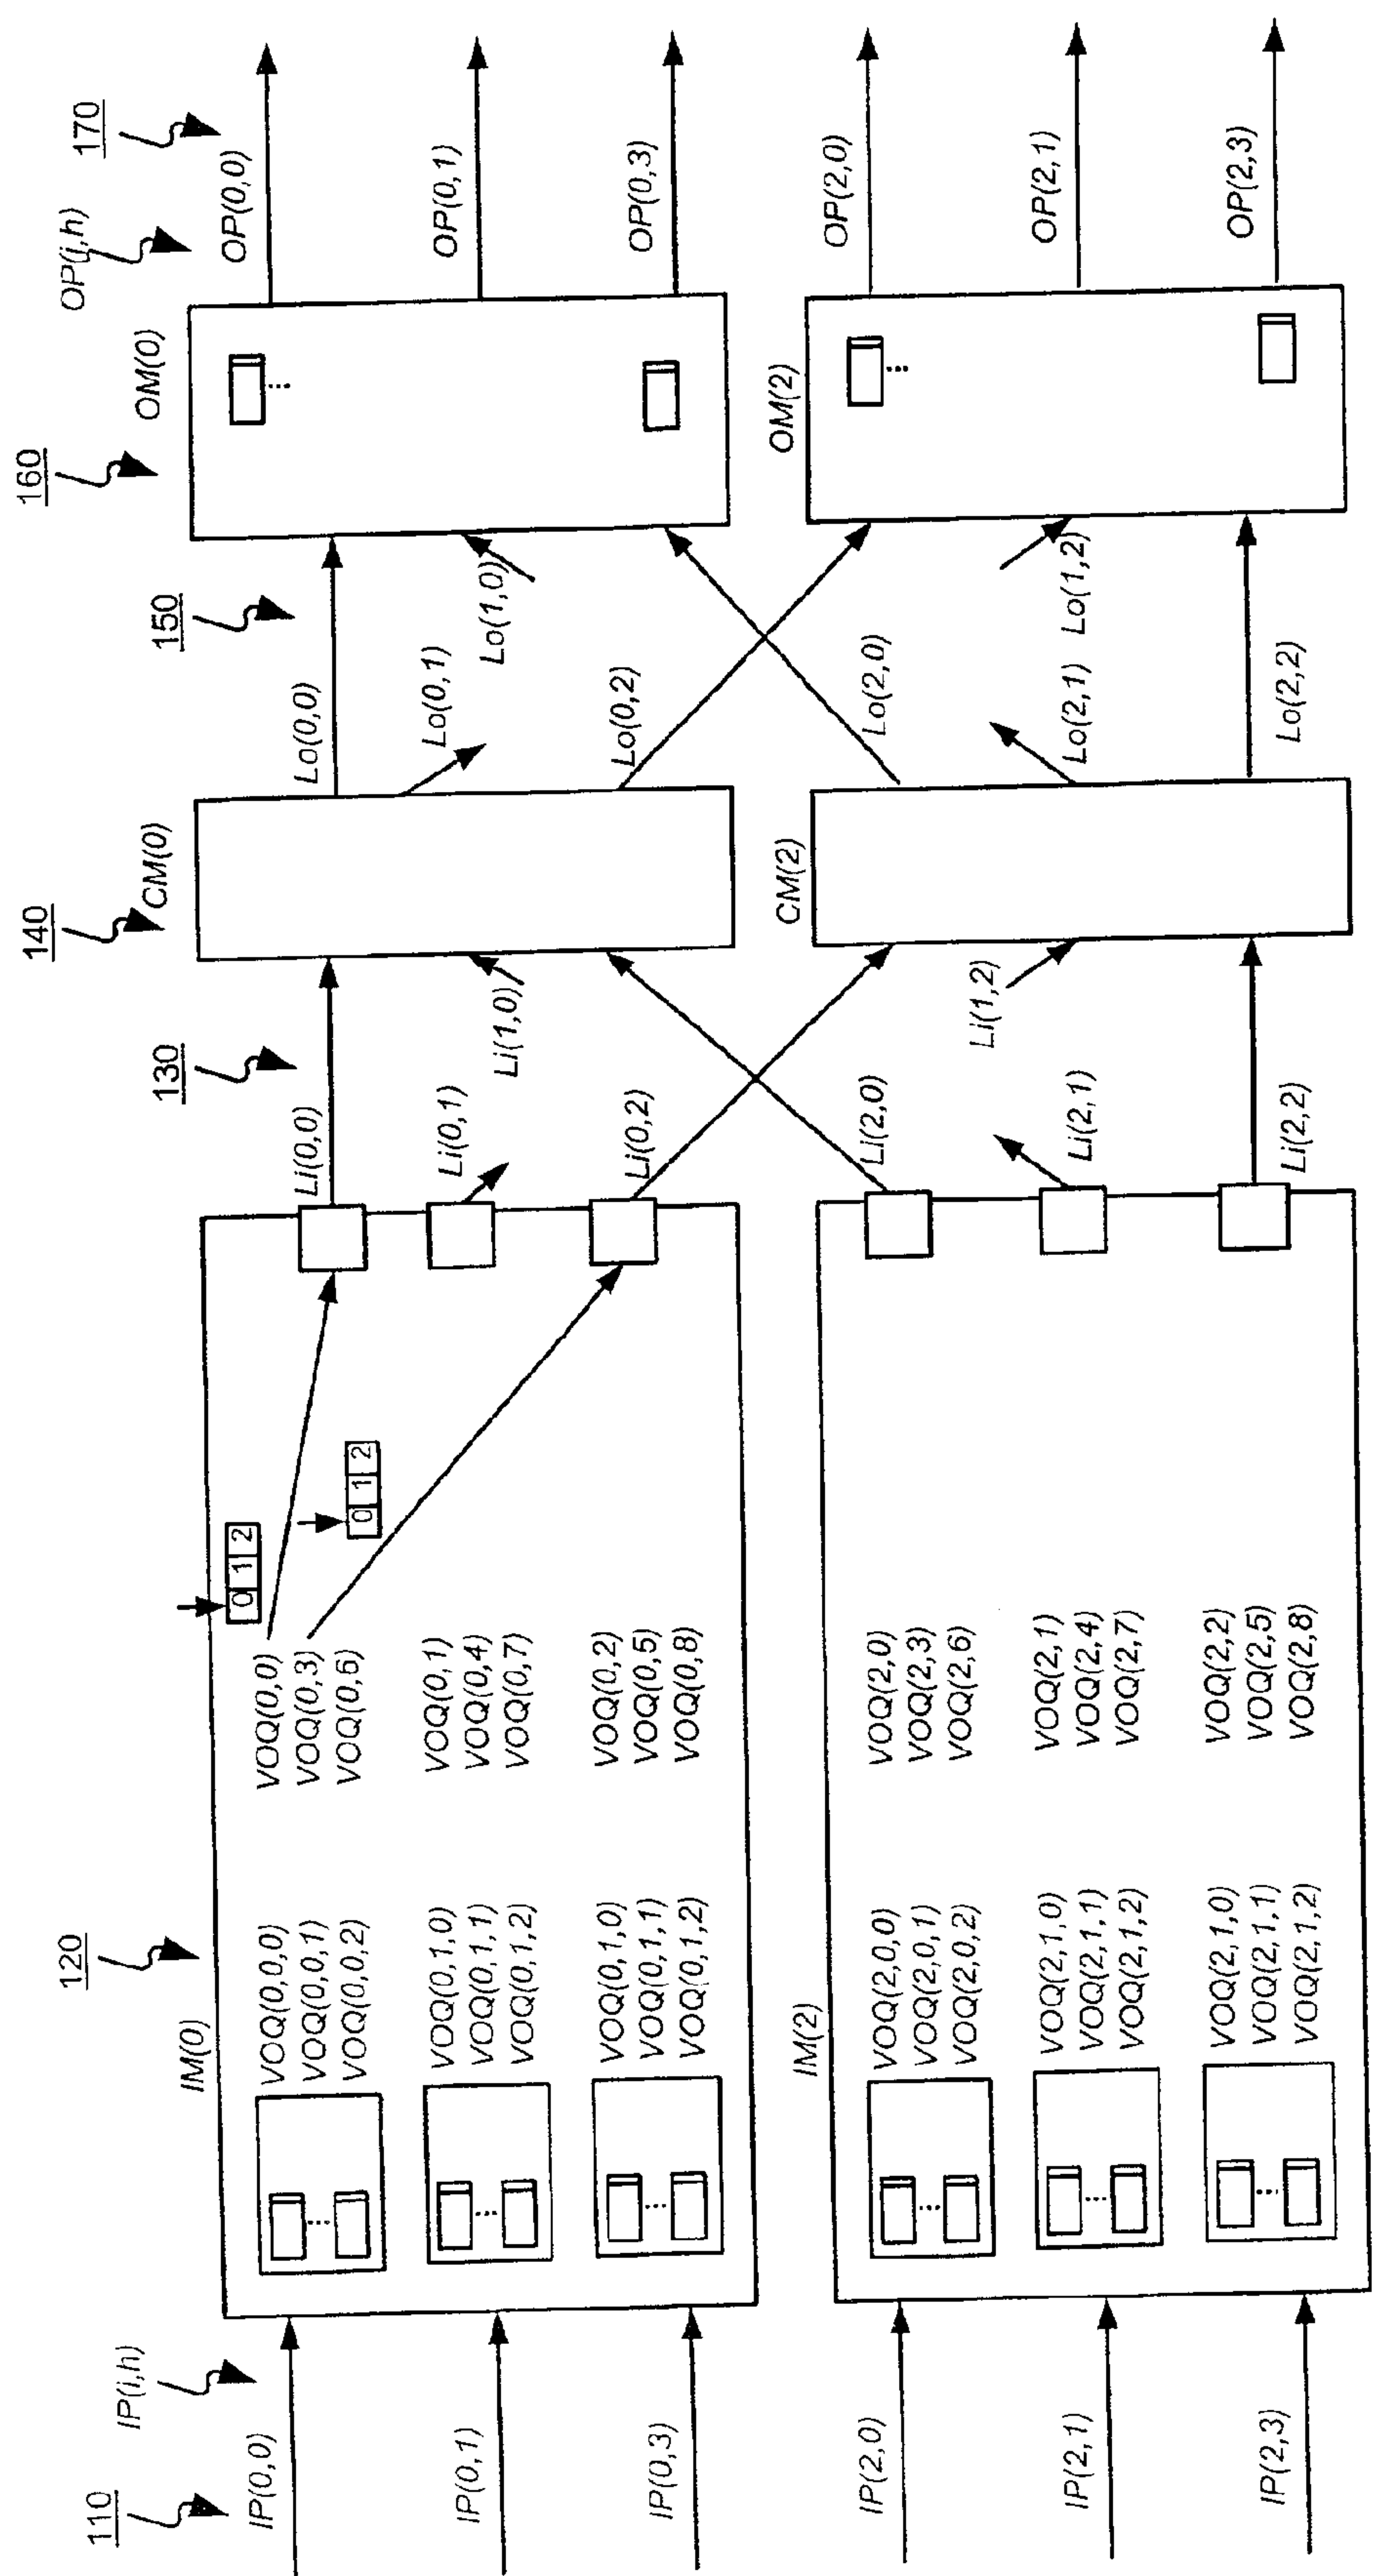 110
IP(i,h)
IP(0,0)
IP(0,1)
IP(0,3)
IP(2,0)
IP(2,1)
IP(2,3)
120
IM(0)
VOQ(0,0,0)
VOQ(0,0,1)
VOQ(0,0,2)
VOQ(0,1,0)
VOQ(0,1,1)
VOQ(0,1,2)
VOQ(0,1,0)
VOQ(0,1,1)
VOQ(0,1,2)
VOQ(0,0)
VOQ(0,3)
VOQ(0,6)
VOQ(0,1)
VOQ(0,4)
VOQ(0,7)
VOQ(0,2)
VOQ(0,5)
VOQ(0,8)
0 1 2
0 1 2
IM(2)
VOQ(2,0,0)
VOQ(2,0,1)
VOQ(2,0,2)
VOQ(2,1,0)
VOQ(2,1,1)
VOQ(2,1,2)
VOQ(2,1,0)
VOQ(2,1,1)
VOQ(2,1,2)
VOQ(2,0)
VOQ(2,3)
VOQ(2,6)
VOQ(2,1)
VOQ(2,4)
VOQ(2,7)
VOQ(2,2)
VOQ(2,5)
VOQ(2,8)
130
Li(0,0)
Li(0,1)
Li(0,2)
Li(1,0)
Li(2,0)
Li(2,1)
Li(2,2)
Li(1,2)
140
CM(0)
CM(2)
150
Lo(0,0)
Lo(0,1)
Lo(0,2)
Lo(1,0)
Lo(2,0)
Lo(2,1)
Lo(2,2)
Lo(1,2)
160
OM(0)
OM(2)
170
OP(j,h)
OP(0,0)
OP(0,1)
OP(0,3)
OP(2,0)
OP(2,1)
OP(2,3)